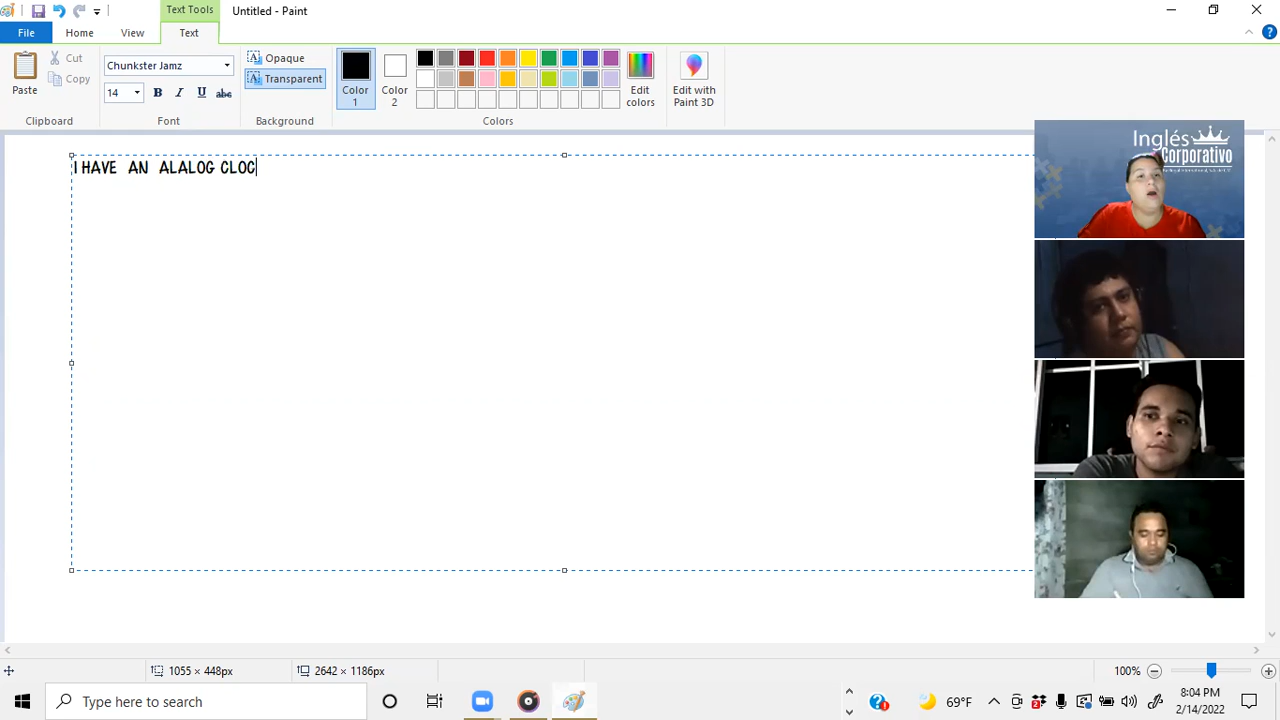 Text Tools
Untitled - Paint
File
Home
View
Text
Paste
Cut
Copy
Clipboard
Chunkster Jamz
14
B I U abc
Font
Opaque
Transparent
Background
Color 1
Color 2
Edit colors
Edit with Paint 3D
Colors
I HAVE AN ALALOG CLOC
Inglés
Corporativo
1055 × 448px
2642 × 1186px
100%
Type here to search
69°F
2
8:04 PM
2/14/2022